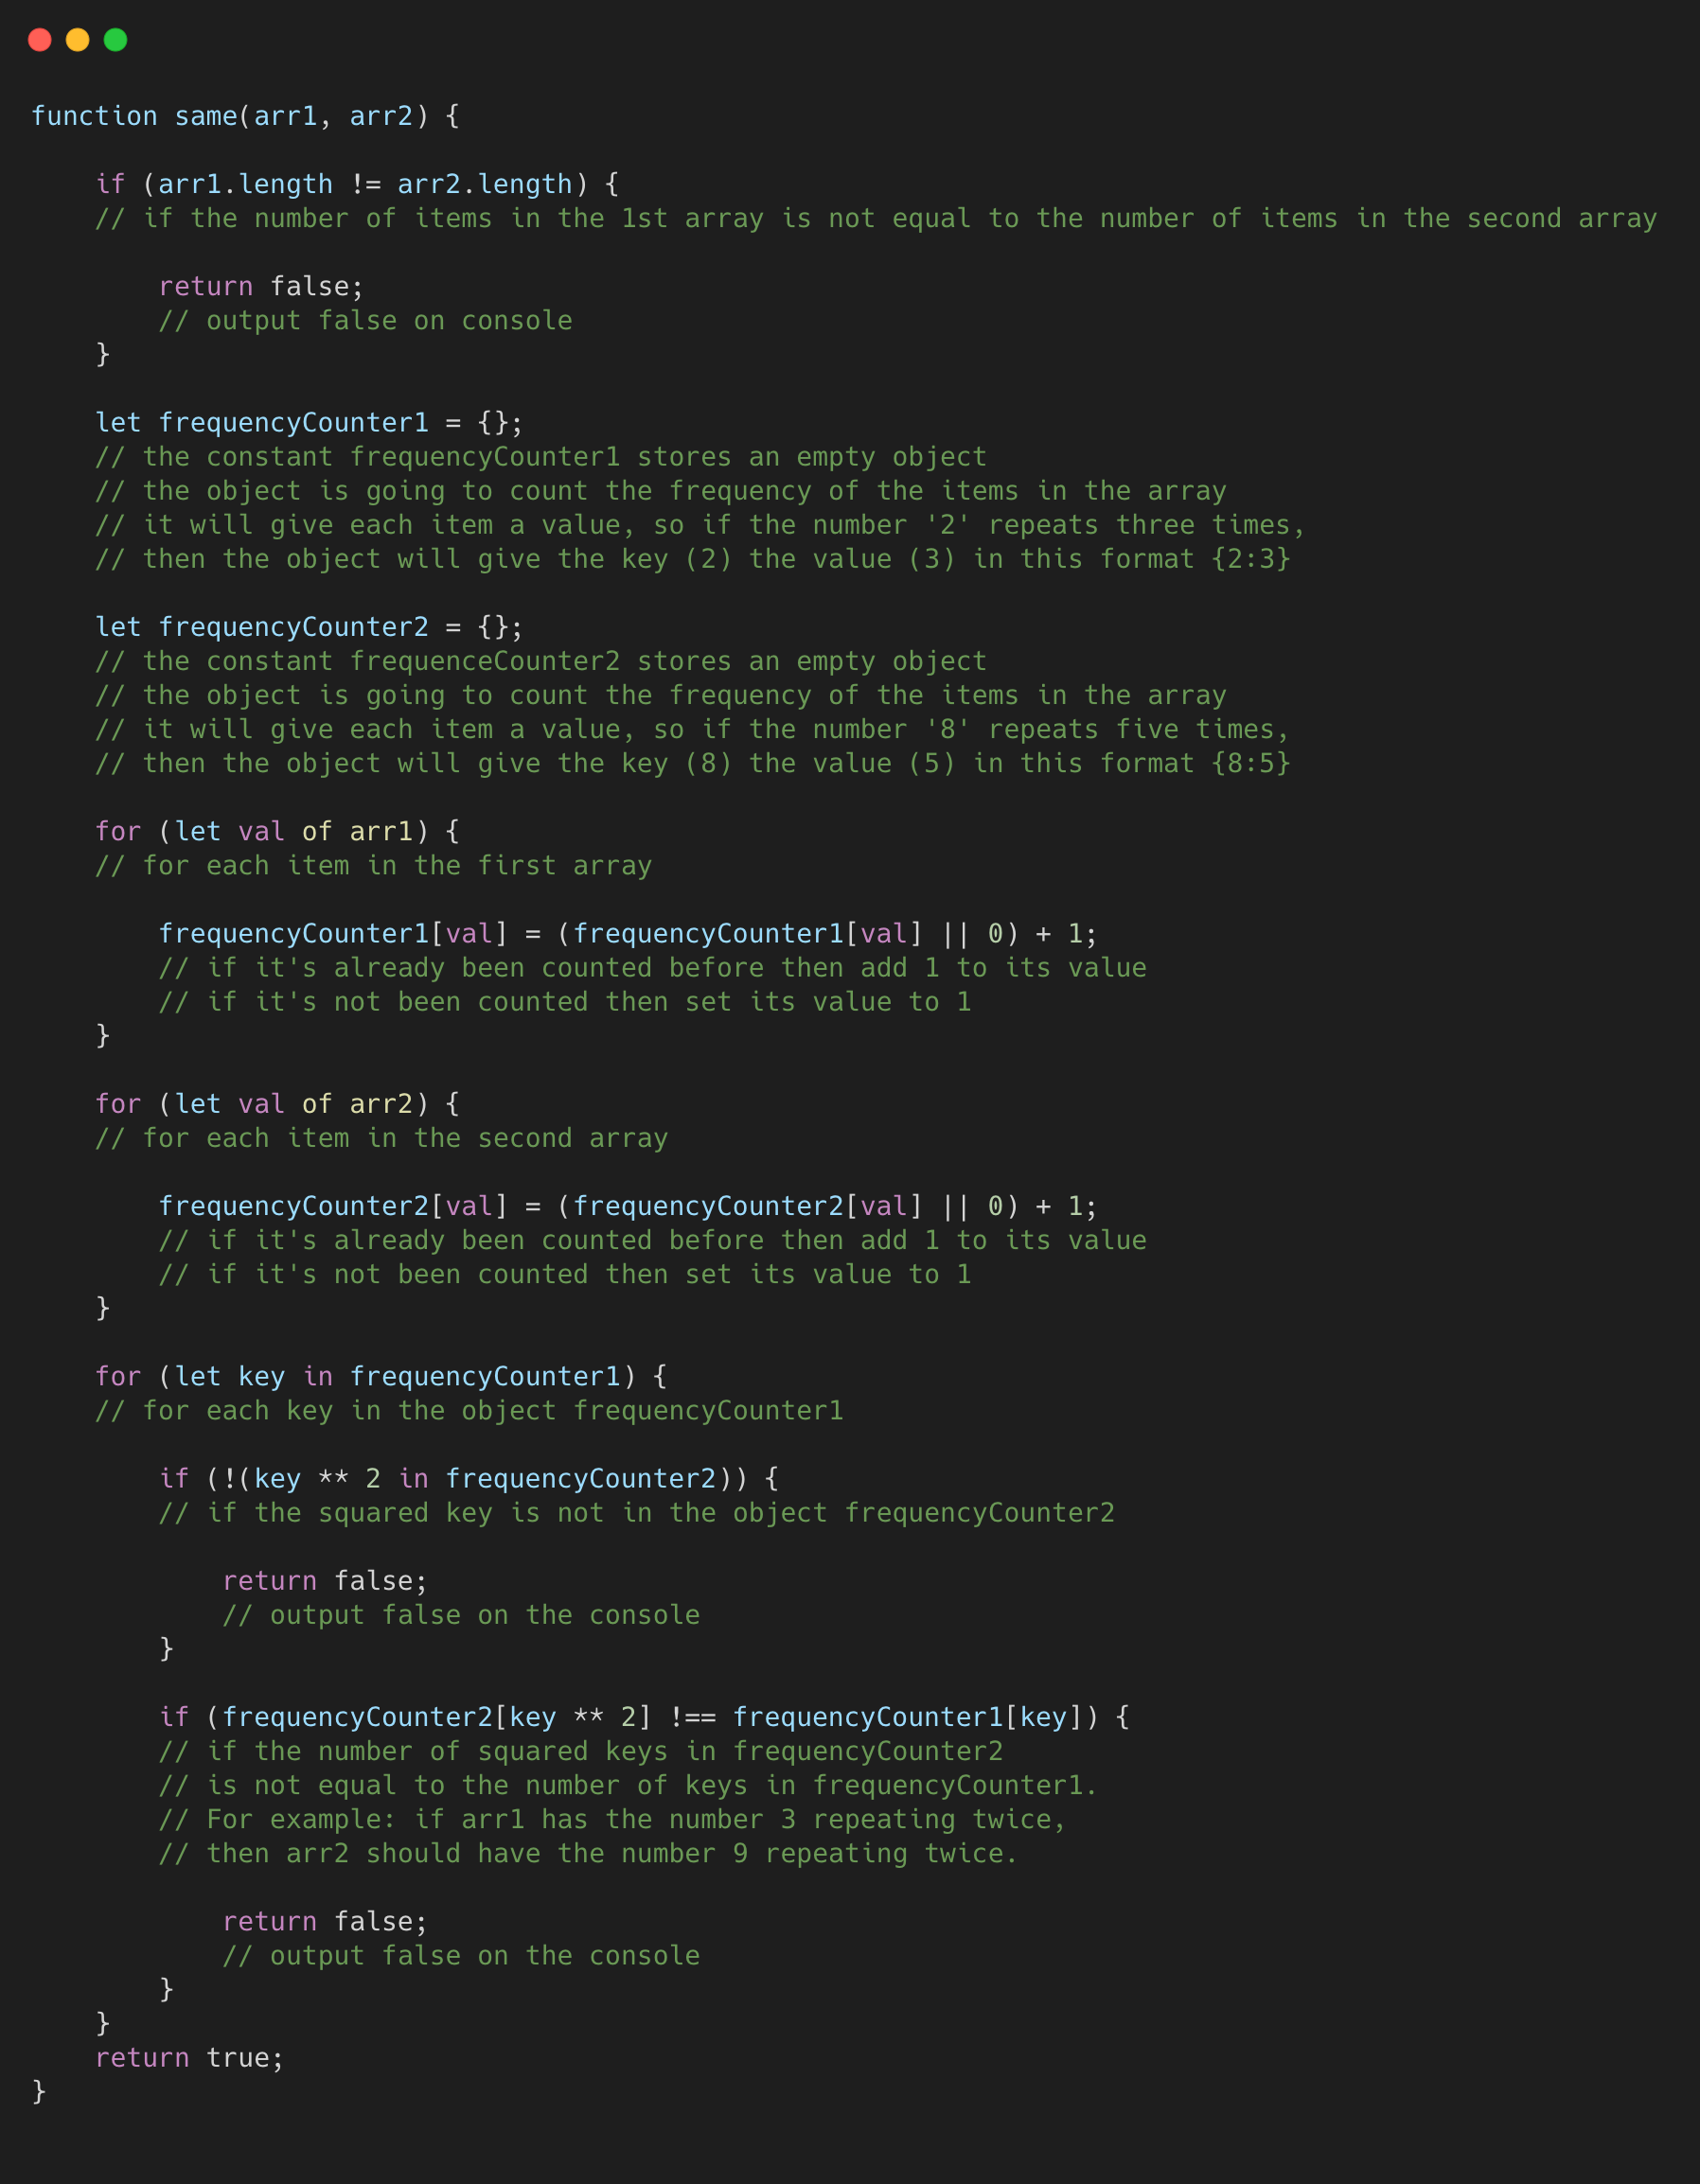 function same(arr1, arr2) {
if (arr1.length != arr2.length) {
// if the number of items in the 1st array is not equal to the number of items in the second array
return false;
// output false on console
}
let frequencyCounter1 = {};
// the constant frequencyCounter1 stores an empty object
// the object is going to count the frequency of the items in the array
// it will give each item a value, so if the number '2' repeats three times,
// then the object will give the key (2) the value (3) in this format {2:3}
let frequencyCounter2 = {};
// the constant frequenceCounter2 stores an empty object
// the object is going to count the frequency of the items in the array
// it will give each item a value, so if the number '8' repeats five times,
// then the object will give the key (8) the value (5) in this format {8:5}
for (let val of arr1) {
// for each item in the first array
frequencyCounter1[val] = (frequencyCounter1[val] || 0) + 1;
// if it's already been counted before then add 1 to its value
// if it's not been counted then set its value to 1
}
for (let val of arr2) {
// for each item in the second array
frequencyCounter2[val] = (frequencyCounter2[val] || 0) + 1;
// if it's already been counted before then add 1 to its value
// if it's not been counted then set its value to 1
}
for (let key in frequencyCounter1) {
// for each key in the object frequencyCounter1
if (!(key ** 2 in frequencyCounter2)) {
// if the squared key is not in the object frequencyCounter2
return false;
// output false on the console
}
if (frequencyCounter2[key ** 2] !== frequencyCounter1[key]) {
// if the number of squared keys in frequencyCounter2
// is not equal to the number of keys in frequencyCounter1.
// For example: if arr1 has the number 3 repeating twice,
// then arr2 should have the number 9 repeating twice.
return false;
// output false on the console
}
}
return true;
}